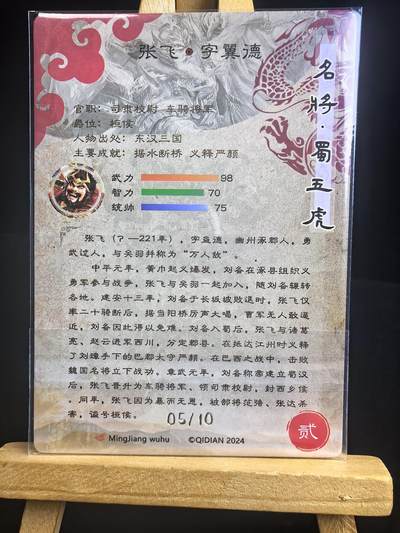 张飞·字翼德
名將·蜀五虎
官职：司隶校尉 车骑将军
爵位：桓侯
人物出处：东汉三国
主要成就：据水断桥 义释严颜
武力 98
智力 70
统帅 75
张飞（?—221年），字益德，幽州涿郡人，勇
武过人，与关羽并称为“万人敌”。
中平元年，黄巾起义爆发，刘备在涿县组织义
勇军参与战争，张飞与关羽一起加入，随刘备辗转
各地。建安十三年，刘备于长坂坡败退时，张飞仅
率二十骑断后，据当阳桥厉声大喝，曹军无人敢逼
近，刘备因此得以免难。刘备入蜀后，张飞与诸葛
亮、赵云进军西川，分定郡县。在抵达江州时义释
了刘璋手下的巴郡太守严颜。在巴西之战中，击败
魏国名将立下战功。章武元年，刘备称帝建立蜀汉
后，张飞晋升为车骑将军、领司隶校尉，封西乡侯
。同年，张飞因为暴而无恩，被部将范强、张达杀
害，谥号桓侯。
05/10
MingJiang wuhu ©QIDIAN 2024
贰